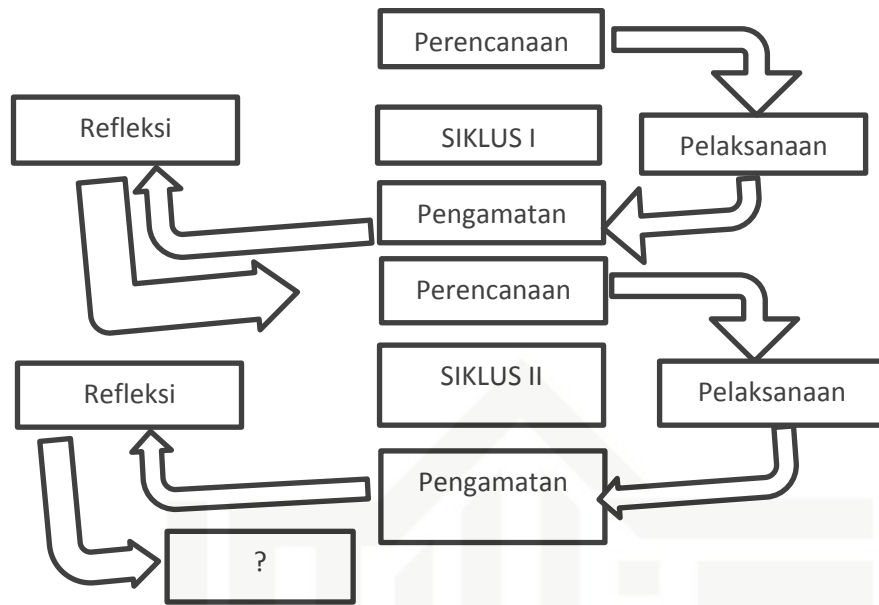 Perencanaan
Refleksi
SIKLUS I
Pelaksanaan
Pengamatan
Perencanaan
Refleksi
SIKLUS II
Pelaksanaan
Pengamatan
?